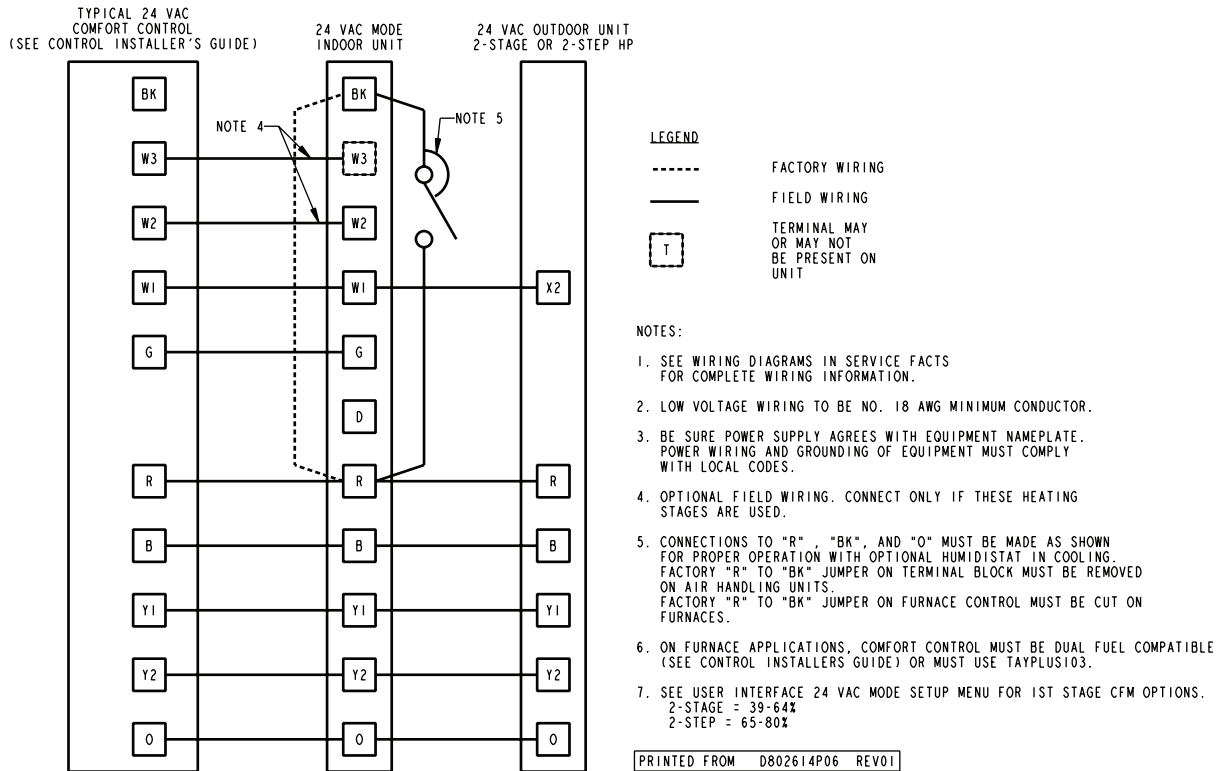 TYPICAL 24 VAC
COMFORT CONTROL
(SEE CONTROL INSTALLER'S GUIDE)
24 VAC MODE
INDOOR UNIT
24 VAC OUTDOOR UNIT
2-STAGE OR 2-STEP HP
BK
BK
NOTE 4
NOTE 5
W3
W3
W2
W2
W1
W1
X2
G
G
D
R
R
R
B
B
B
Y1
Y1
Y1
Y2
Y2
Y2
O
O
O
LEGEND
FACTORY WIRING
FIELD WIRING
T
TERMINAL MAY
OR MAY NOT
BE PRESENT ON
UNIT
NOTES:
1. SEE WIRING DIAGRAMS IN SERVICE FACTS
FOR COMPLETE WIRING INFORMATION.
2. LOW VOLTAGE WIRING TO BE NO. 18 AWG MINIMUM CONDUCTOR.
3. BE SURE POWER SUPPLY AGREES WITH EQUIPMENT NAMEPLATE.
POWER WIRING AND GROUNDING OF EQUIPMENT MUST COMPLY
WITH LOCAL CODES.
4. OPTIONAL FIELD WIRING. CONNECT ONLY IF THESE HEATING
STAGES ARE USED.
5. CONNECTIONS TO "R" , "BK", AND "O" MUST BE MADE AS SHOWN
FOR PROPER OPERATION WITH OPTIONAL HUMIDISTAT IN COOLING.
FACTORY "R" TO "BK" JUMPER ON TERMINAL BLOCK MUST BE REMOVED
ON AIR HANDLING UNITS.
FACTORY "R" TO "BK" JUMPER ON FURNACE CONTROL MUST BE CUT ON
FURNACES.
6. ON FURNACE APPLICATIONS, COMFORT CONTROL MUST BE DUAL FUEL COMPATIBLE
(SEE CONTROL INSTALLERS GUIDE) OR MUST USE TAYPLUS103.
7. SEE USER INTERFACE 24 VAC MODE SETUP MENU FOR 1ST STAGE CFM OPTIONS.
2-STAGE = 39-64%
2-STEP = 65-80%
PRINTED FROM D802614P06 REV01